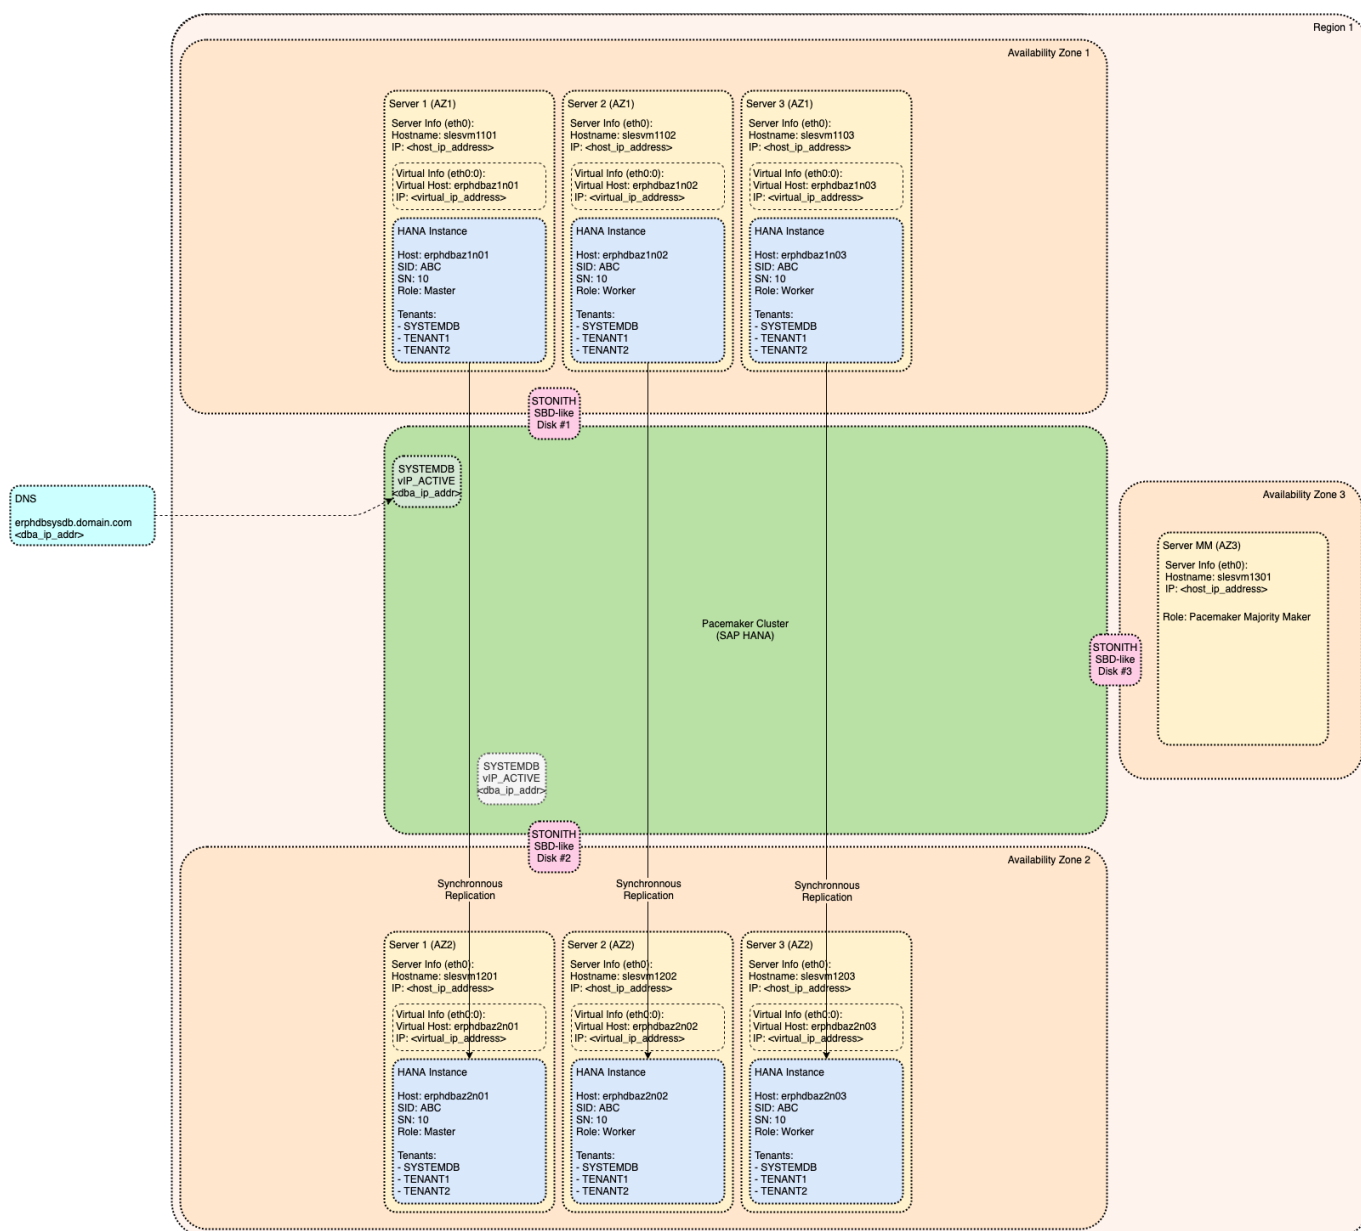 Region 1
Availability Zone 1
Server 1 (AZ1)
Server Info (eth0):
Hostname: slesvm1101
IP: <host_ip_address>
Virtual Info (eth0:0):
Virtual Host: erphdbaz1n01
IP: <virtual_ip_address>
HANA Instance
Host: erphdbaz1n01
SID: ABC
SN: 10
Role: Master
Tenants:
- SYSTEMDB
- TENANT1
- TENANT2
Server 2 (AZ1)
Server Info (eth0):
Hostname: slesvm1102
IP: <host_ip_address>
Virtual Info (eth0:0):
Virtual Host: erphdbaz1n02
IP: <virtual_ip_address>
HANA Instance
Host: erphdbaz1n02
SID: ABC
SN: 10
Role: Worker
Tenants:
- SYSTEMDB
- TENANT1
- TENANT2
Server 3 (AZ1)
Server Info (eth0):
Hostname: slesvm1103
IP: <host_ip_address>
Virtual Info (eth0:0):
Virtual Host: erphdbaz1n03
IP: <virtual_ip_address>
HANA Instance
Host: erphdbaz1n03
SID: ABC
SN: 10
Role: Worker
Tenants:
- SYSTEMDB
- TENANT1
- TENANT2
STONITH
SBD-like
Disk #1
SYSTEMDB
vIP_ACTIVE
<dba_ip_addr>
DNS
erphdbsysdb.domain.com
<dba_ip_addr>
Pacemaker Cluster
(SAP HANA)
Availability Zone 3
Server MM (AZ3)
Server Info (eth0):
Hostname: slesvm1301
IP: <host_ip_address>
Role: Pacemaker Majority Maker
STONITH
SBD-like
Disk #3
SYSTEMDB
vIP_ACTIVE
<dba_ip_addr>
STONITH
SBD-like
Disk #2
Availability Zone 2
Synchronnous
Replication
Synchronnous
Replication
Synchronnous
Replication
Server 1 (AZ2)
Server Info (eth0):
Hostname: slesvm1201
IP: <host_ip_address>
Virtual Info (eth0:0):
Virtual Host: erphdbaz2n01
IP: <virtual_ip_address>
HANA Instance
Host: erphdbaz2n01
SID: ABC
SN: 10
Role: Master
Tenants:
- SYSTEMDB
- TENANT1
- TENANT2
Server 2 (AZ2)
Server Info (eth0):
Hostname: slesvm1202
IP: <host_ip_address>
Virtual Info (eth0:0):
Virtual Host: erphdbaz2n02
IP: <virtual_ip_address>
HANA Instance
Host: erphdbaz2n02
SID: ABC
SN: 10
Role: Worker
Tenants:
- SYSTEMDB
- TENANT1
- TENANT2
Server 3 (AZ2)
Server Info (eth0):
Hostname: slesvm1203
IP: <host_ip_address>
Virtual Info (eth0:0):
Virtual Host: erphdbaz2n03
IP: <virtual_ip_address>
HANA Instance
Host: erphdbaz2n03
SID: ABC
SN: 10
Role: Worker
Tenants:
- SYSTEMDB
- TENANT1
- TENANT2